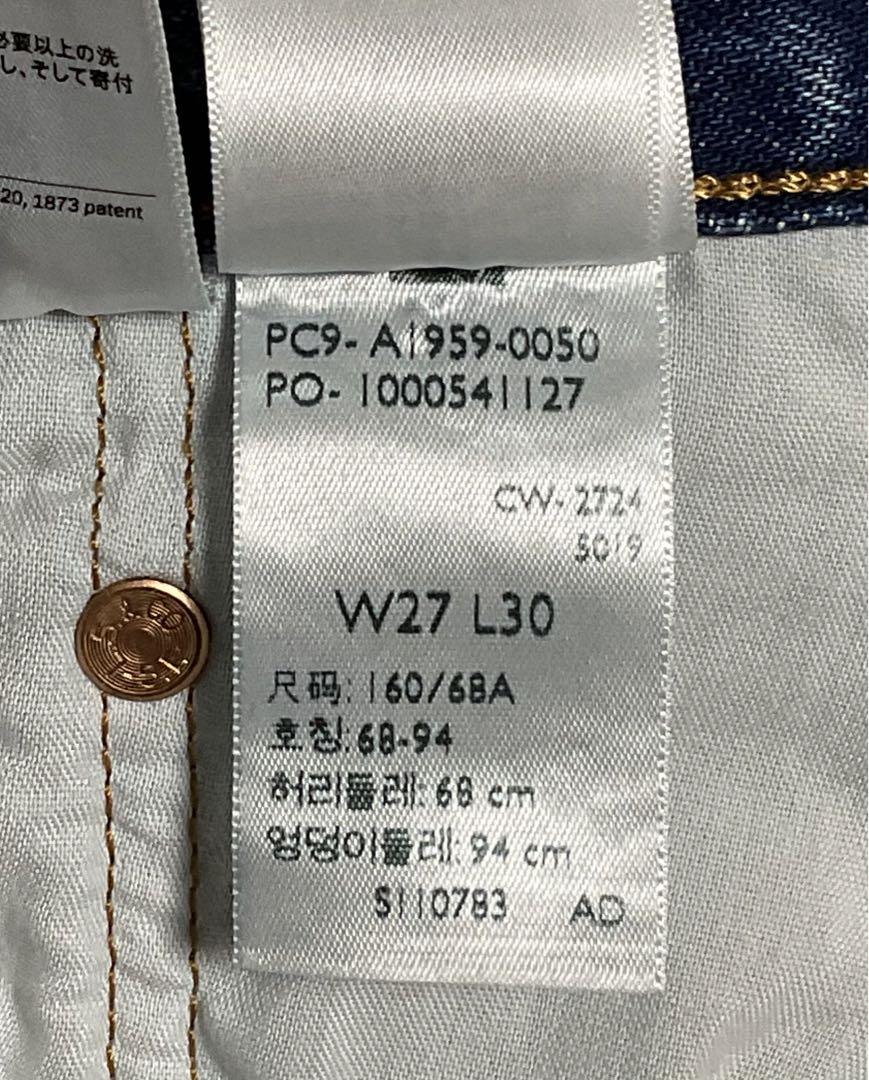 必要以上の洗
し、そして寄付
20, 1873 patent
PC9- A1959-0050
PO- 1000541127
CW- 2724
5019
W27 L30
尺码: 160/68A
호칭: 68-94
허리둘레: 68 cm
엉덩이둘레: 94 cm
S110783 AD